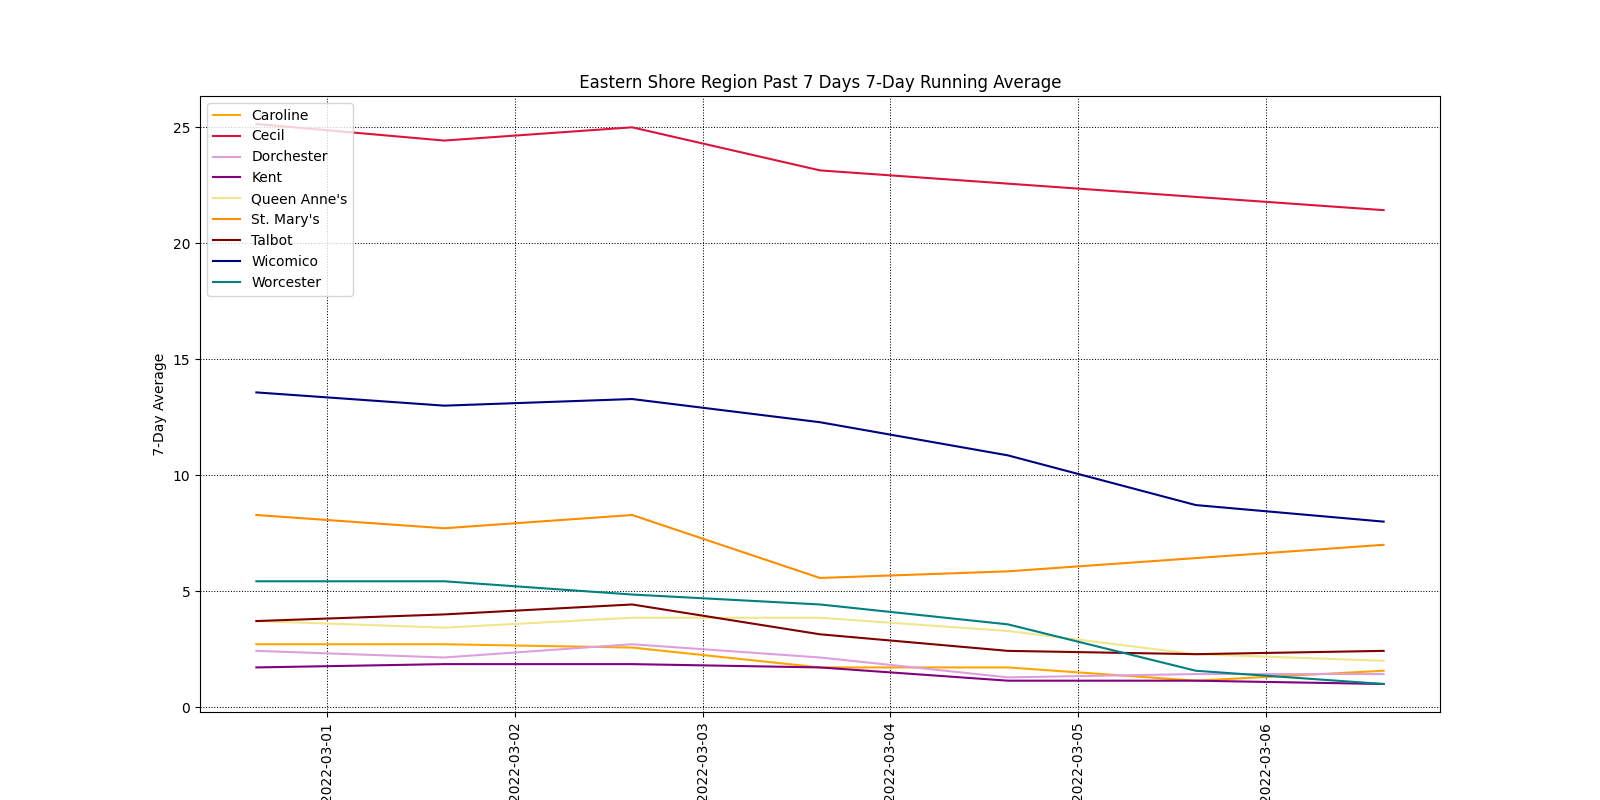 Eastern Shore Region Past 7 Days 7-Day Running Average
Caroline
Cecil
Dorchester
Kent
Queen Anne's
St. Mary's
Talbot
Wicomico
Worcester
7-Day Average
25
20
15
10
5
0
2022-03-01
2022-03-02
2022-03-03
2022-03-04
2022-03-05
2022-03-06